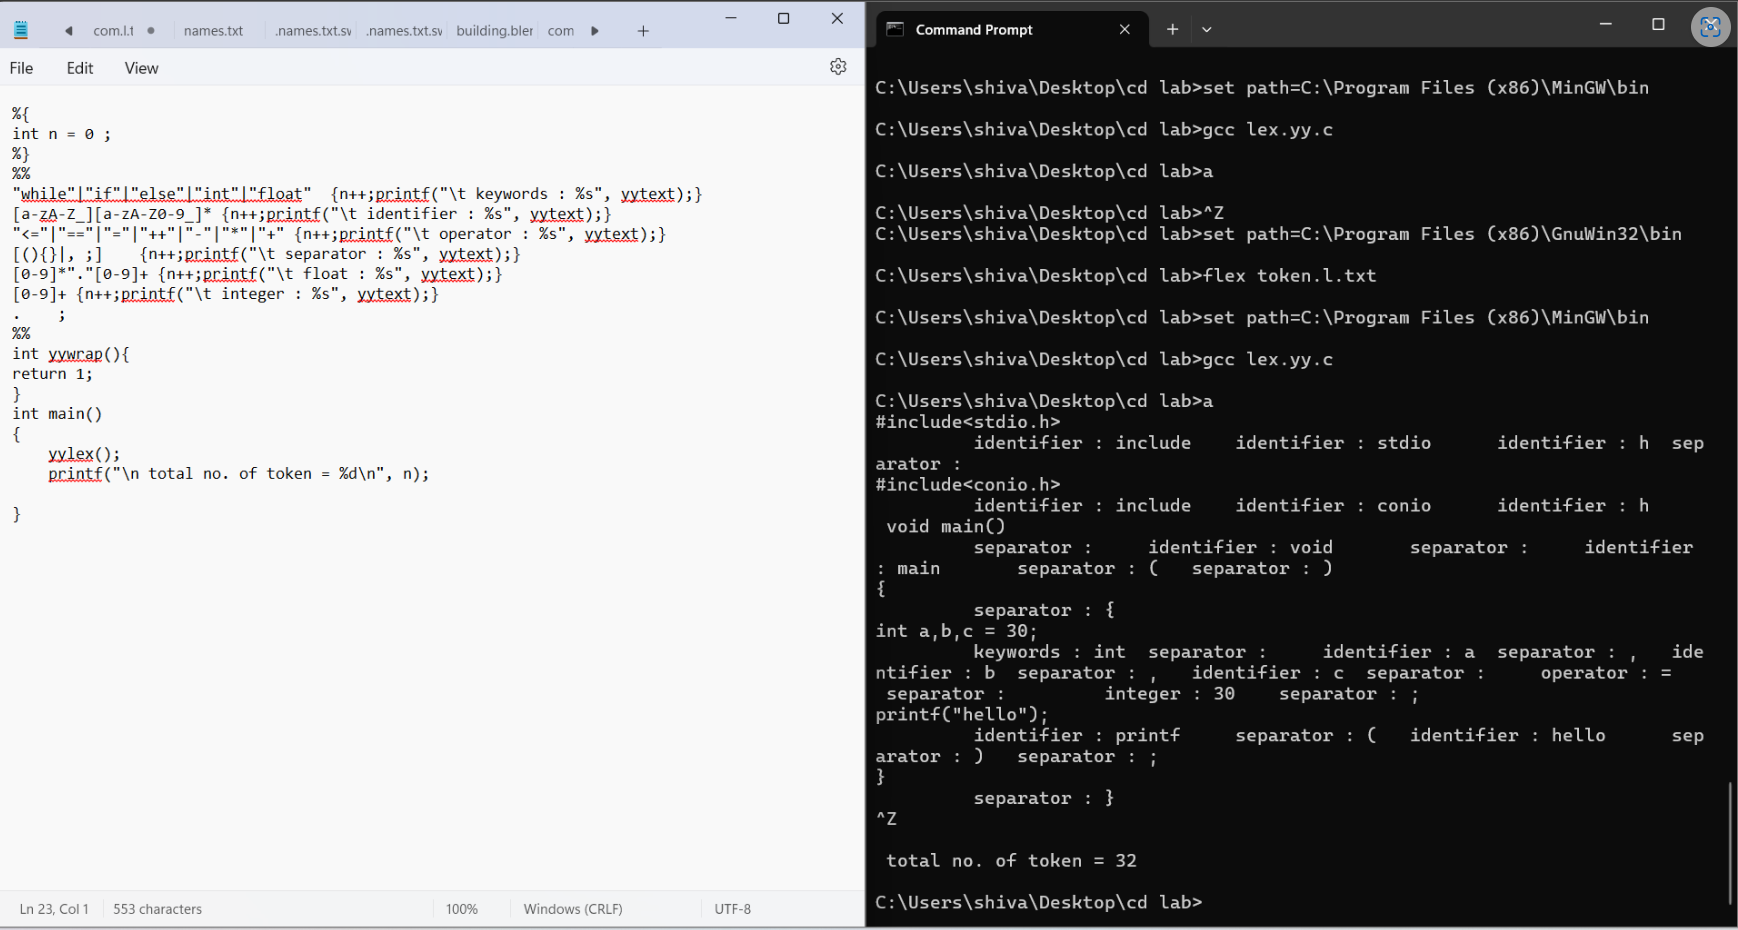 com.l.t
names.txt
.names.txt.sv
.names.txt.sv
building.bler
com
File Edit View
%{
int n = 0 ;
%}
%%
"while"|"if"|"else"|"int"|"float"  {n++;printf("\t keywords : %s", yytext);}
[a-zA-Z_][a-zA-Z0-9_]* {n++;printf("\t identifier : %s", yytext);}
"<="|"=="|"="|"++"|"-"|"*"|"+" {n++;printf("\t operator : %s", yytext);}
[(){}|, ;]    {n++;printf("\t separator : %s", yytext);}
[0-9]*"."[0-9]+ {n++;printf("\t float : %s", yytext);}
[0-9]+ {n++;printf("\t integer : %s", yytext);}
.    ;
%%
int yywrap(){
return 1;
}
int main()
{
    yylex();
    printf("\n total no. of token = %d\n", n);
}
Ln 23, Col 1
553 characters
100%
Windows (CRLF)
UTF-8
Command Prompt
C:\Users\shiva\Desktop\cd lab>set path=C:\Program Files (x86)\MinGW\bin
C:\Users\shiva\Desktop\cd lab>gcc lex.yy.c
C:\Users\shiva\Desktop\cd lab>a
C:\Users\shiva\Desktop\cd lab>^Z
C:\Users\shiva\Desktop\cd lab>set path=C:\Program Files (x86)\GnuWin32\bin
C:\Users\shiva\Desktop\cd lab>flex token.l.txt
C:\Users\shiva\Desktop\cd lab>set path=C:\Program Files (x86)\MinGW\bin
C:\Users\shiva\Desktop\cd lab>gcc lex.yy.c
C:\Users\shiva\Desktop\cd lab>a
#include<stdio.h>
         identifier : include    identifier : stdio      identifier : h  sep
arator :
#include<conio.h>
         identifier : include    identifier : conio      identifier : h
 void main()
         separator :     identifier : void       separator :     identifier
: main       separator : (   separator : )
{
         separator : {
int a,b,c = 30;
         keywords : int  separator :     identifier : a  separator : ,   ide
ntifier : b  separator : ,   identifier : c  separator :     operator : =
 separator :         integer : 30    separator : ;
printf("hello");
         identifier : printf     separator : (   identifier : hello      sep
arator : )   separator : ;
}
         separator : }
^Z
 total no. of token = 32
C:\Users\shiva\Desktop\cd lab>